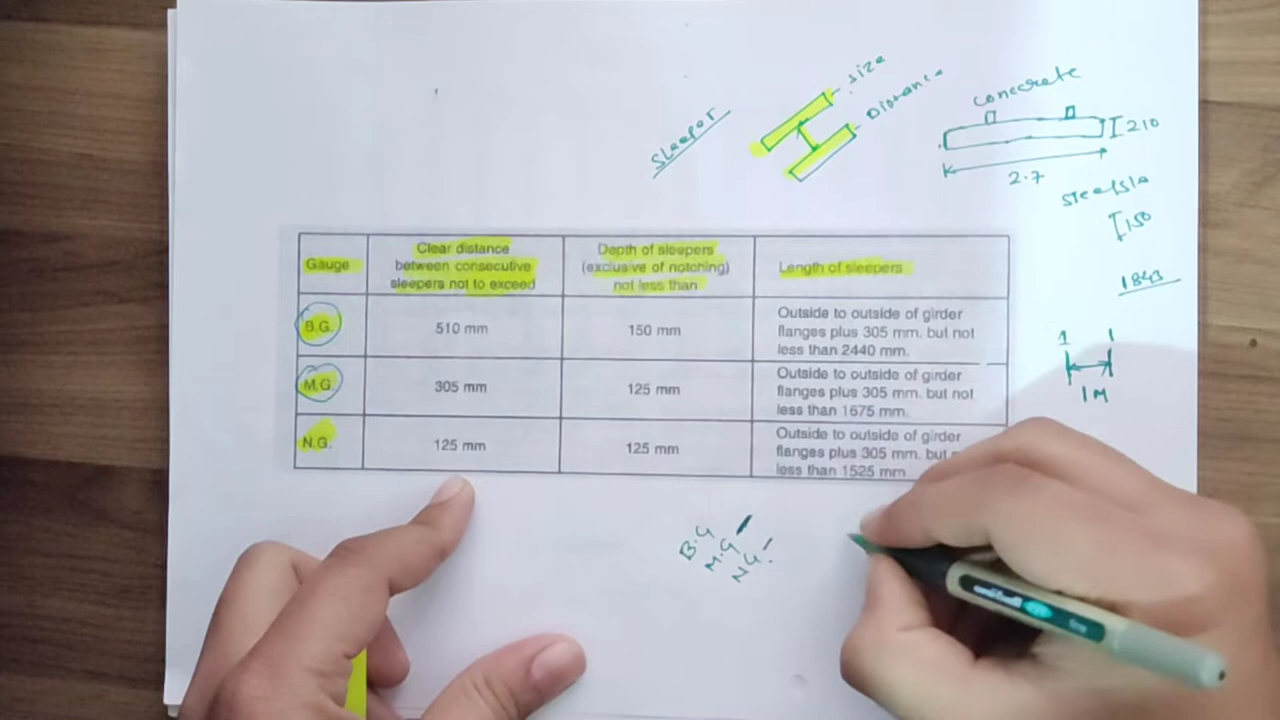 size
Distance
Sleeper
concrete
210
2.7
150
1843
1 1
1M
Gauge
Clear distance
between consecutive
sleepers not to exceed
Depth of sleepers
(exclusive of notching)
not less than
Length of sleepers
B.G.
510 mm
150 mm
Outside to outside of girder
flanges plus 305 mm. but not
less than 2440 mm.
M.G.
305 mm
125 mm
Outside to outside of girder
flanges plus 305 mm. but not
less than 1675 mm.
N.G.
125 mm
125 mm
Outside to outside of girder
flanges plus 305 mm. but
less than 1525 mm
B.G
M.G
N.G.